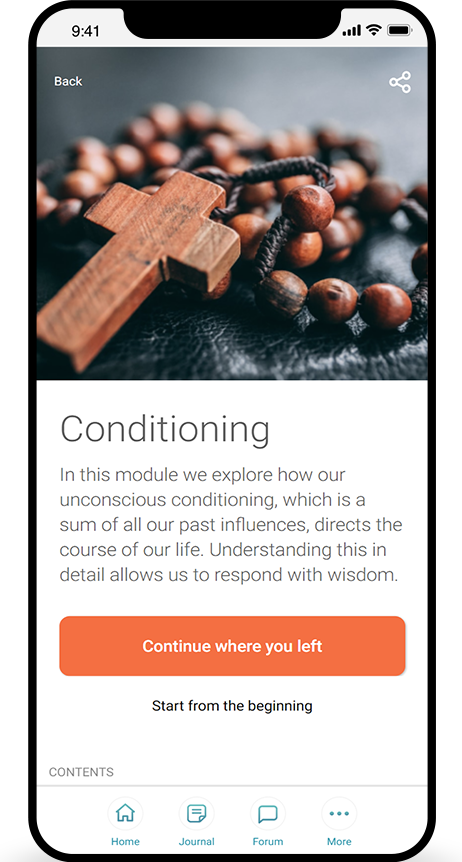 9:41
Back
Conditioning
In this module we explore how our
unconscious conditioning, which is a
sum of all our past influences, directs the
course of our life. Understanding this in
detail allows us to respond with wisdom.
Continue where you left
Start from the beginning
CONTENTS
Home Journal Forum More